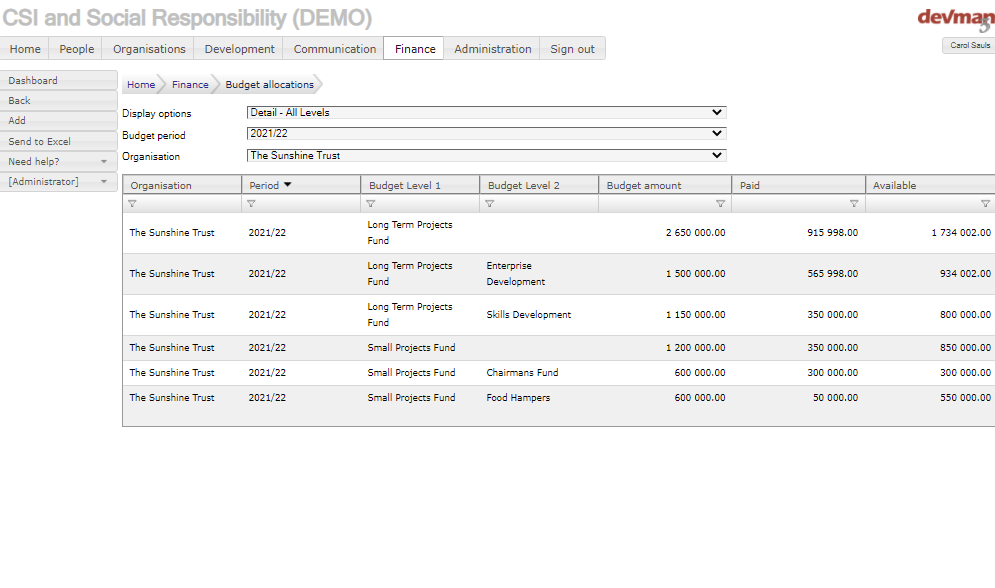 CSI and Social Responsibility (DEMO)
devman
3
Home People Organisations Development Communication Finance Administration Sign out
Carol Sauls
Dashboard
Back
Add
Send to Excel
Need help?
[Administrator]
Home Finance Budget allocations
Display options Detail - All Levels
Budget period 2021/22
Organisation The Sunshine Trust
Organisation Period Budget Level 1 Budget Level 2 Budget amount Paid Available
The Sunshine Trust 2021/22 Long Term Projects Fund 2 650 000.00 915 998.00 1 734 002.00
The Sunshine Trust 2021/22 Long Term Projects Fund Enterprise Development 1 500 000.00 565 998.00 934 002.00
The Sunshine Trust 2021/22 Long Term Projects Fund Skills Development 1 150 000.00 350 000.00 800 000.00
The Sunshine Trust 2021/22 Small Projects Fund 1 200 000.00 350 000.00 850 000.00
The Sunshine Trust 2021/22 Small Projects Fund Chairmans Fund 600 000.00 300 000.00 300 000.00
The Sunshine Trust 2021/22 Small Projects Fund Food Hampers 600 000.00 50 000.00 550 000.00